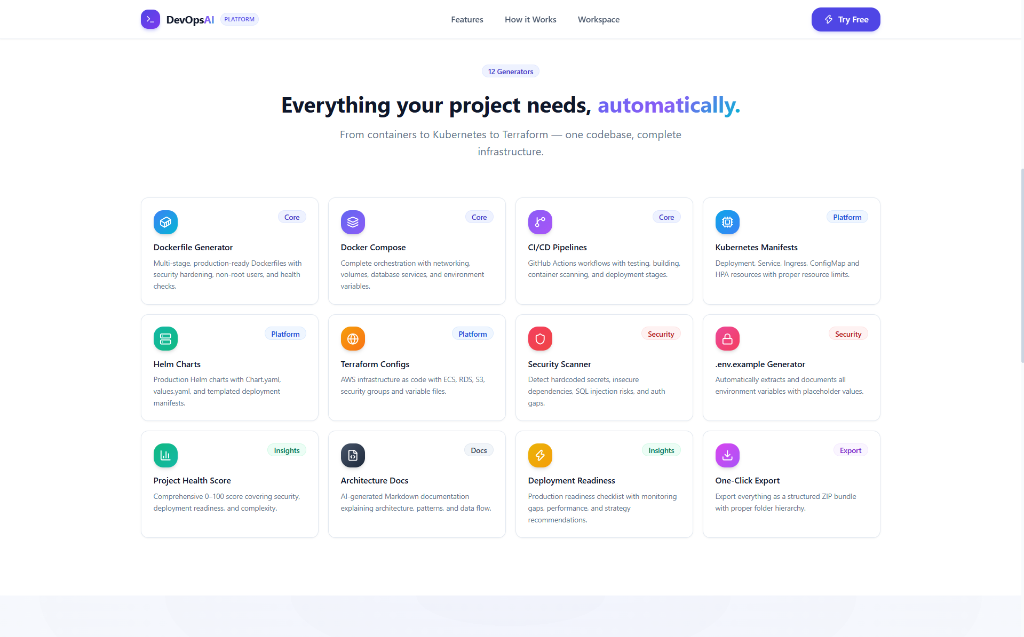 DevOpsAI PLATFORM
Features How it Works Workspace
Try Free
12 Generators
Everything your project needs, automatically.
From containers to Kubernetes to Terraform — one codebase, complete
infrastructure.
Core
Dockerfile Generator
Multi-stage, production-ready Dockerfiles with
security hardening, non-root users, and health
checks.
Core
Docker Compose
Complete orchestration with networking,
volumes, database services, and environment
variables.
Core
CI/CD Pipelines
GitHub Actions workflows with testing, building,
container scanning, and deployment stages.
Platform
Kubernetes Manifests
Deployment, Service, Ingress, ConfigMap and
HPA resources with proper resource limits.
Platform
Helm Charts
Production Helm charts with Chart.yaml,
values.yaml, and templated deployment
manifests.
Platform
Terraform Configs
AWS infrastructure as code with ECS, RDS, S3,
security groups and variable files.
Security
Security Scanner
Detect hardcoded secrets, insecure
dependencies, SQL injection risks, and auth
gaps.
Security
.env.example Generator
Automatically extracts and documents all
environment variables with placeholder values.
Insights
Project Health Score
Comprehensive 0-100 score covering security,
deployment readiness, and complexity.
Docs
Architecture Docs
AI-generated Markdown documentation
explaining architecture, patterns, and data flow.
Insights
Deployment Readiness
Production readiness checklist with monitoring
gaps, performance, and strategy
recommendations.
Export
One-Click Export
Export everything as a structured ZIP bundle
with proper folder hierarchy.